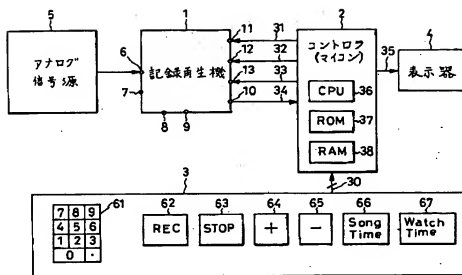 5
1
2
11
31
12
32
13
33
10
34
6
7
8
9
アナログ
信号源
記録再生機
コントローラ
(マイコン)
CPU
36
ROM
37
RAM
38
35
4
表示器
30
3
61
7 8 9
4 5 6
1 2 3
0 .
62
REC
63
STOP
64
+
65
−
66
Song
Time
67
Watch
Time